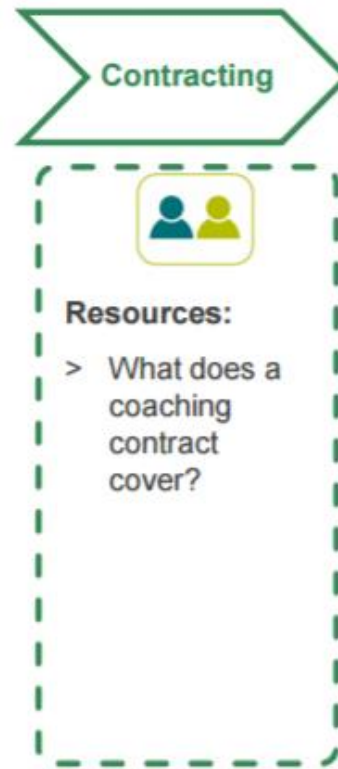 Contracting
Resources:
> What does a
coaching
contract
cover?